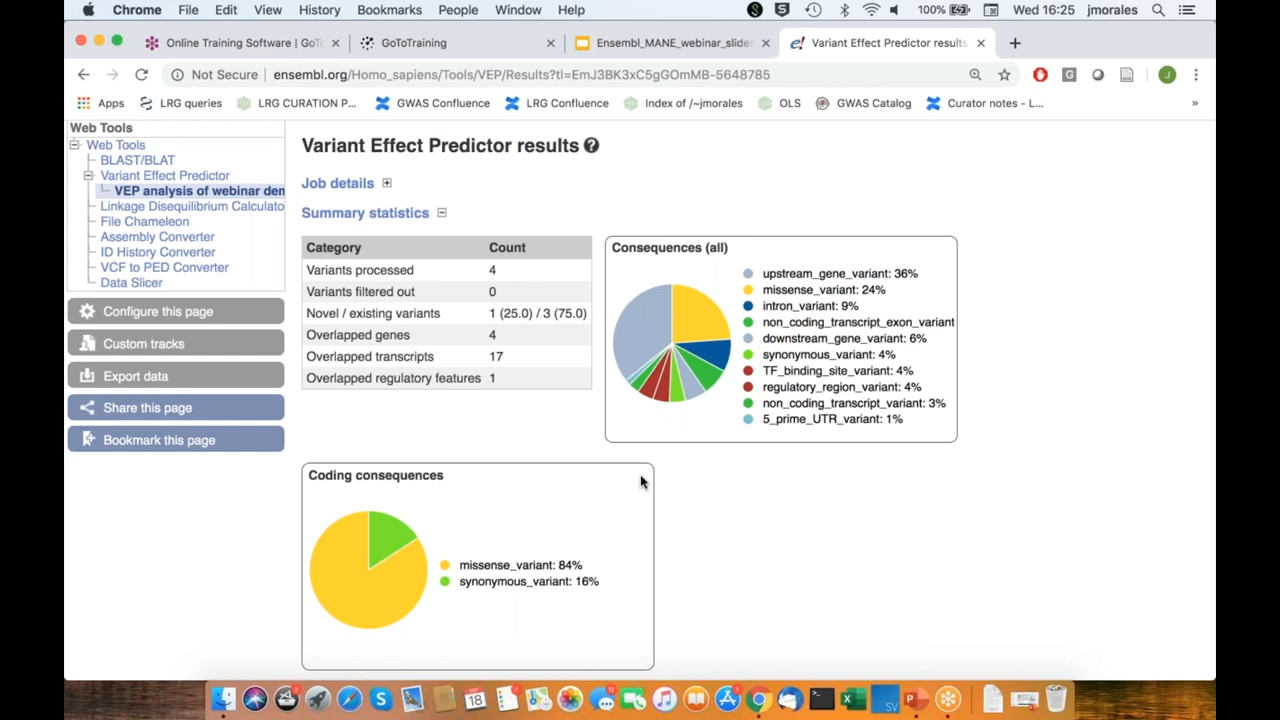 Chrome File Edit View History Bookmarks People Window Help 100% Wed 16:25 jmorales
Online Training Software | GoTo
GoToTraining
Ensembl_MANE_webinar_slides
Variant Effect Predictor results
Not Secure | ensembl.org/Homo_sapiens/Tools/VEP/Results?tl=EmJ3BK3xC5gGOmMB-5648785
J
Apps LRG queries LRG CURATION P... GWAS Confluence LRG Confluence Index of /~jmorales OLS GWAS Catalog Curator notes - L... »
Web Tools
Web Tools
BLAST/BLAT
Variant Effect Predictor
VEP analysis of webinar den
Linkage Disequilibrium Calculato
File Chameleon
Assembly Converter
ID History Converter
VCF to PED Converter
Data Slicer
Configure this page
Custom tracks
Export data
Share this page
Bookmark this page
Variant Effect Predictor results
Job details
Summary statistics
Category Count
Variants processed 4
Variants filtered out 0
Novel / existing variants 1 (25.0) / 3 (75.0)
Overlapped genes 4
Overlapped transcripts 17
Overlapped regulatory features 1
Consequences (all)
upstream_gene_variant: 36%
missense_variant: 24%
intron_variant: 9%
non_coding_transcript_exon_variant
downstream_gene_variant: 6%
synonymous_variant: 4%
TF_binding_site_variant: 4%
regulatory_region_variant: 4%
non_coding_transcript_variant: 3%
5_prime_UTR_variant: 1%
Coding consequences
missense_variant: 84%
synonymous_variant: 16%
18
SV